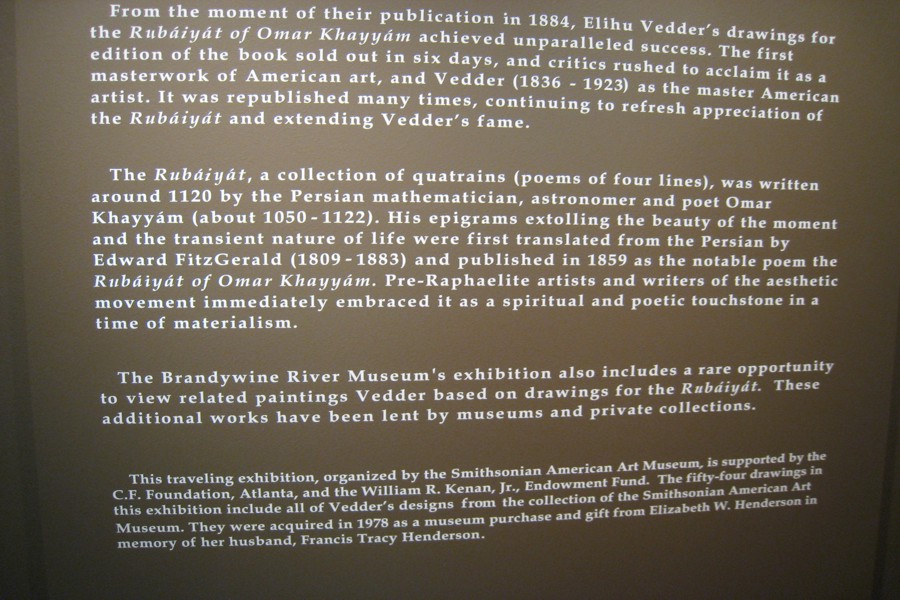 From the moment of their publication in 1884, Elihu Vedder's drawings for
the Rubáiyát of Omar Khayyám achieved unparalleled success. The first
edition of the book sold out in six days, and critics rushed to acclaim it as a
masterwork of American art, and Vedder (1836 - 1923) as the master American
artist. It was republished many times, continuing to refresh appreciation of
the Rubáiyát and extending Vedder's fame.
The Rubáiyát, a collection of quatrains (poems of four lines), was written
around 1120 by the Persian mathematician, astronomer and poet Omar
Khayyám (about 1050-1122). His epigrams extolling the beauty of the moment
and the transient nature of life were first translated from the Persian by
Edward FitzGerald (1809-1883) and published in 1859 as the notable poem the
Rubáiyát of Omar Khayyám. Pre-Raphaelite artists and writers of the aesthetic
movement immediately embraced it as a spiritual and poetic touchstone in a
time of materialism.
The Brandywine River Museum's exhibition also includes a rare opportunity
to view related paintings Vedder based on drawings for the Rubáiyát. These
additional works have been lent by museums and private collections.
This traveling exhibition, organized by the Smithsonian American Art Museum, is supported by the
C.F. Foundation, Atlanta, and the William R. Kenan, Jr., Endowment Fund. The fifty-four drawings in
this exhibition include all of Vedder's designs from the collection of the Smithsonian American Art
Museum. They were acquired in 1978 as a museum purchase and gift from Elizabeth W. Henderson in
memory of her husband, Francis Tracy Henderson.